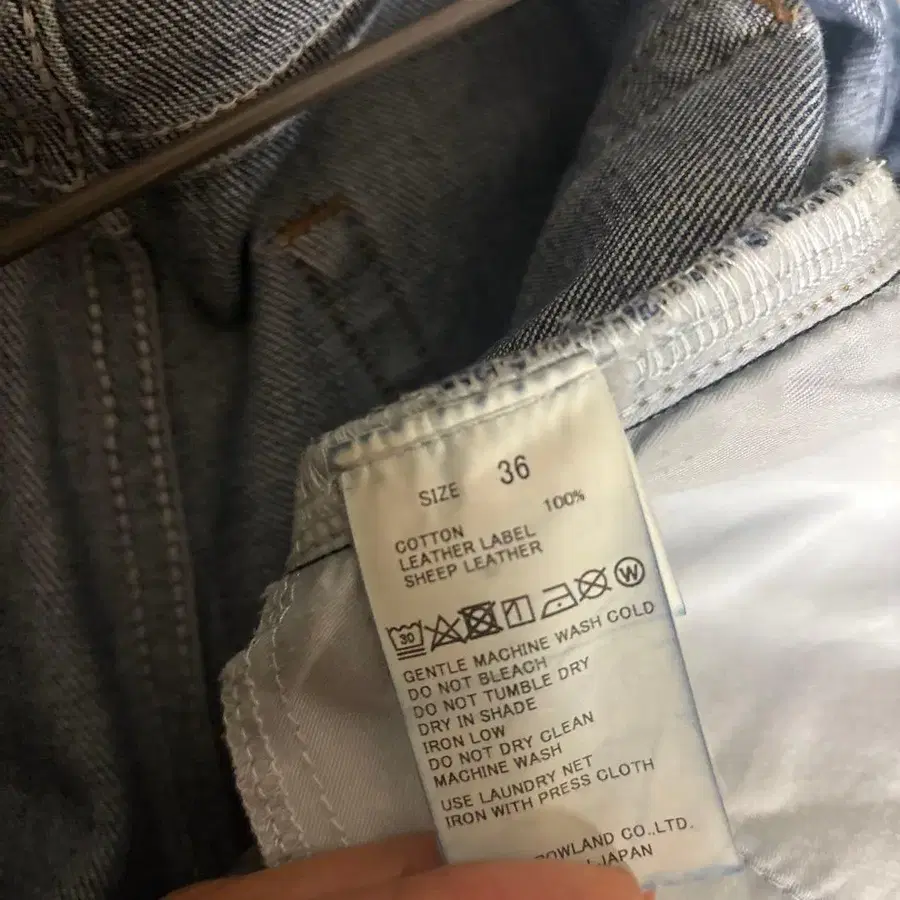 SIZE 36
COTTON 100%
LEATHER LABEL
SHEEP LEATHER
30 W
GENTLE MACHINE WASH COLD
DO NOT BLEACH
DO NOT TUMBLE DRY
DRY IN SHADE
IRON LOW
DO NOT DRY CLEAN
MACHINE WASH
USE LAUNDRY NET
IRON WITH PRESS CLOTH
OWLAND CO.,LTD.
JAPAN